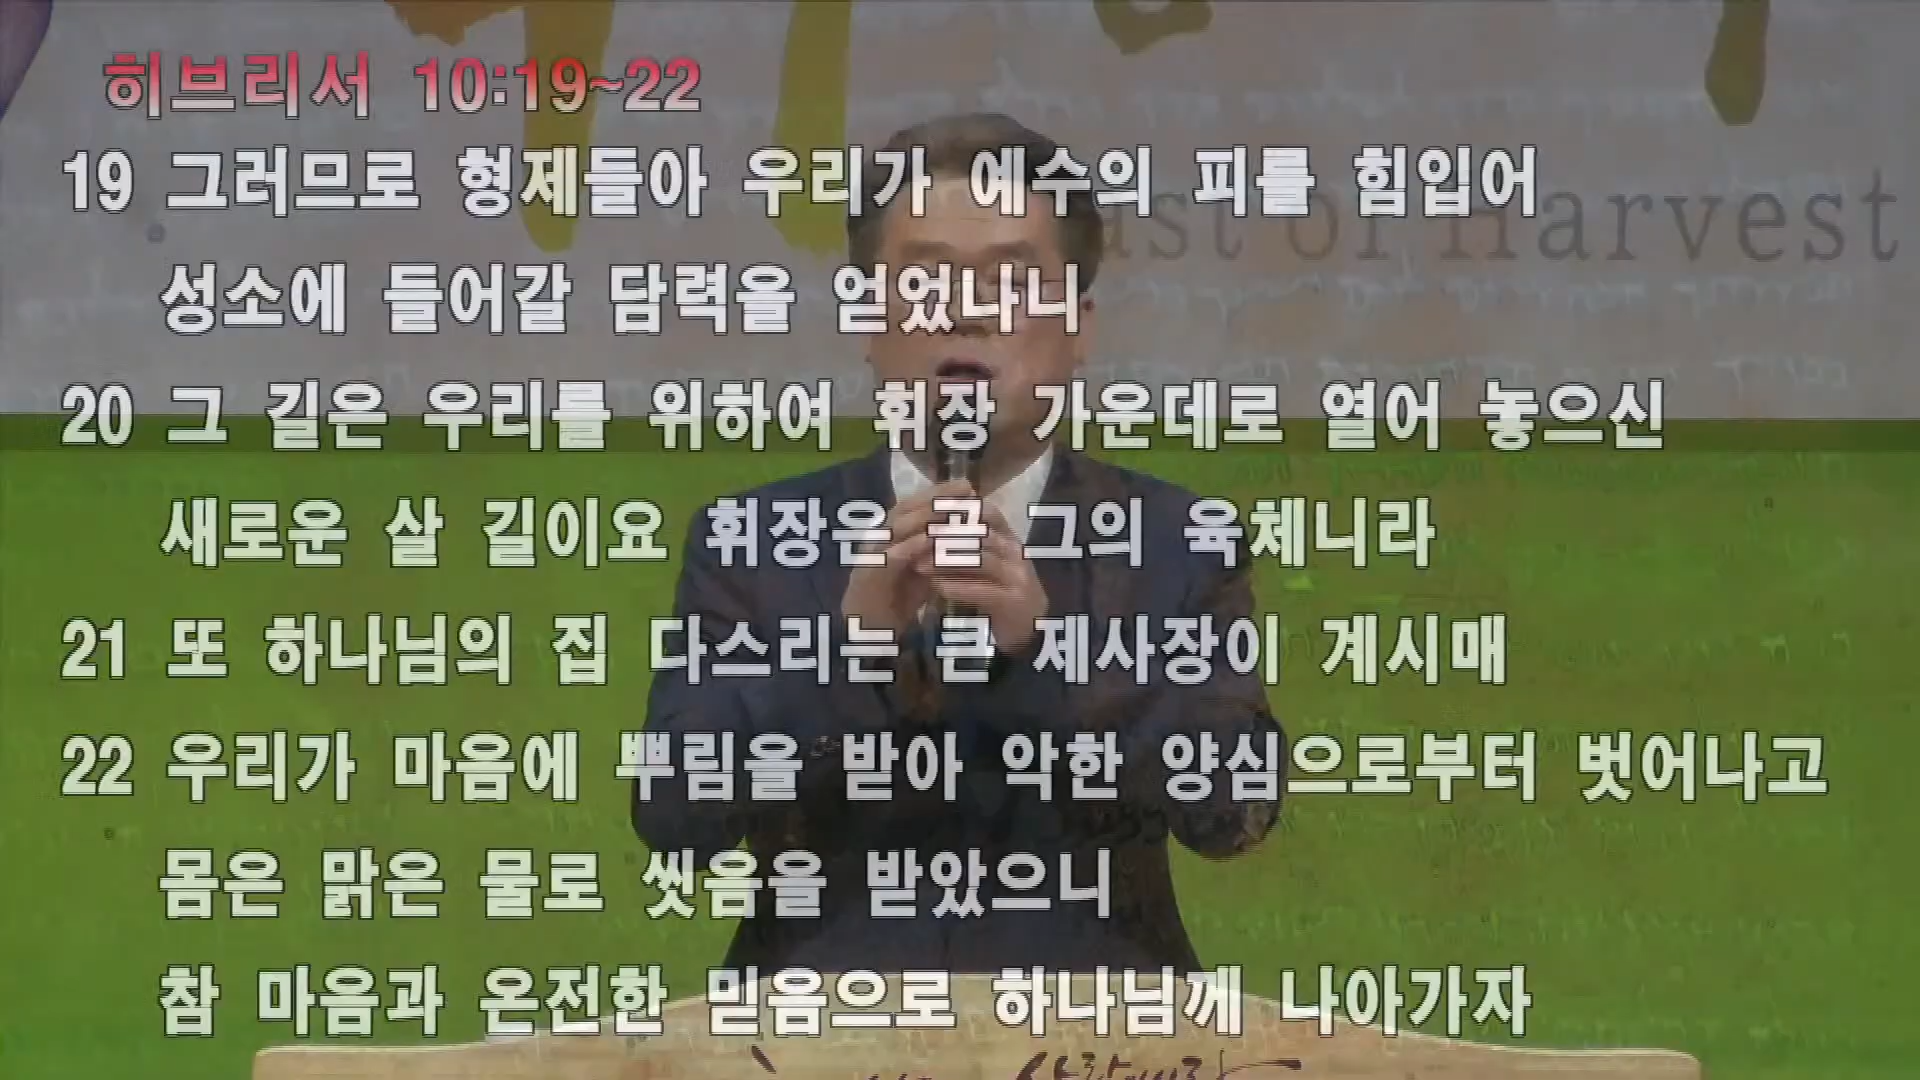 히브리서 10:19~22
19 그러므로 형제들아 우리가 예수의 피를 힘입어
성소에 들어갈 담력을 얻었나니
20 그 길은 우리를 위하여 휘장 가운데로 열어 놓으신
새로운 살 길이요 휘장은 곧 그의 육체니라
21 또 하나님의 집 다스리는 큰 제사장이 계시매
22 우리가 마음에 뿌림을 받아 악한 양심으로부터 벗어나고
몸은 맑은 물로 씻음을 받았으니
참 마음과 온전한 믿음으로 하나님께 나아가자
of Harvest